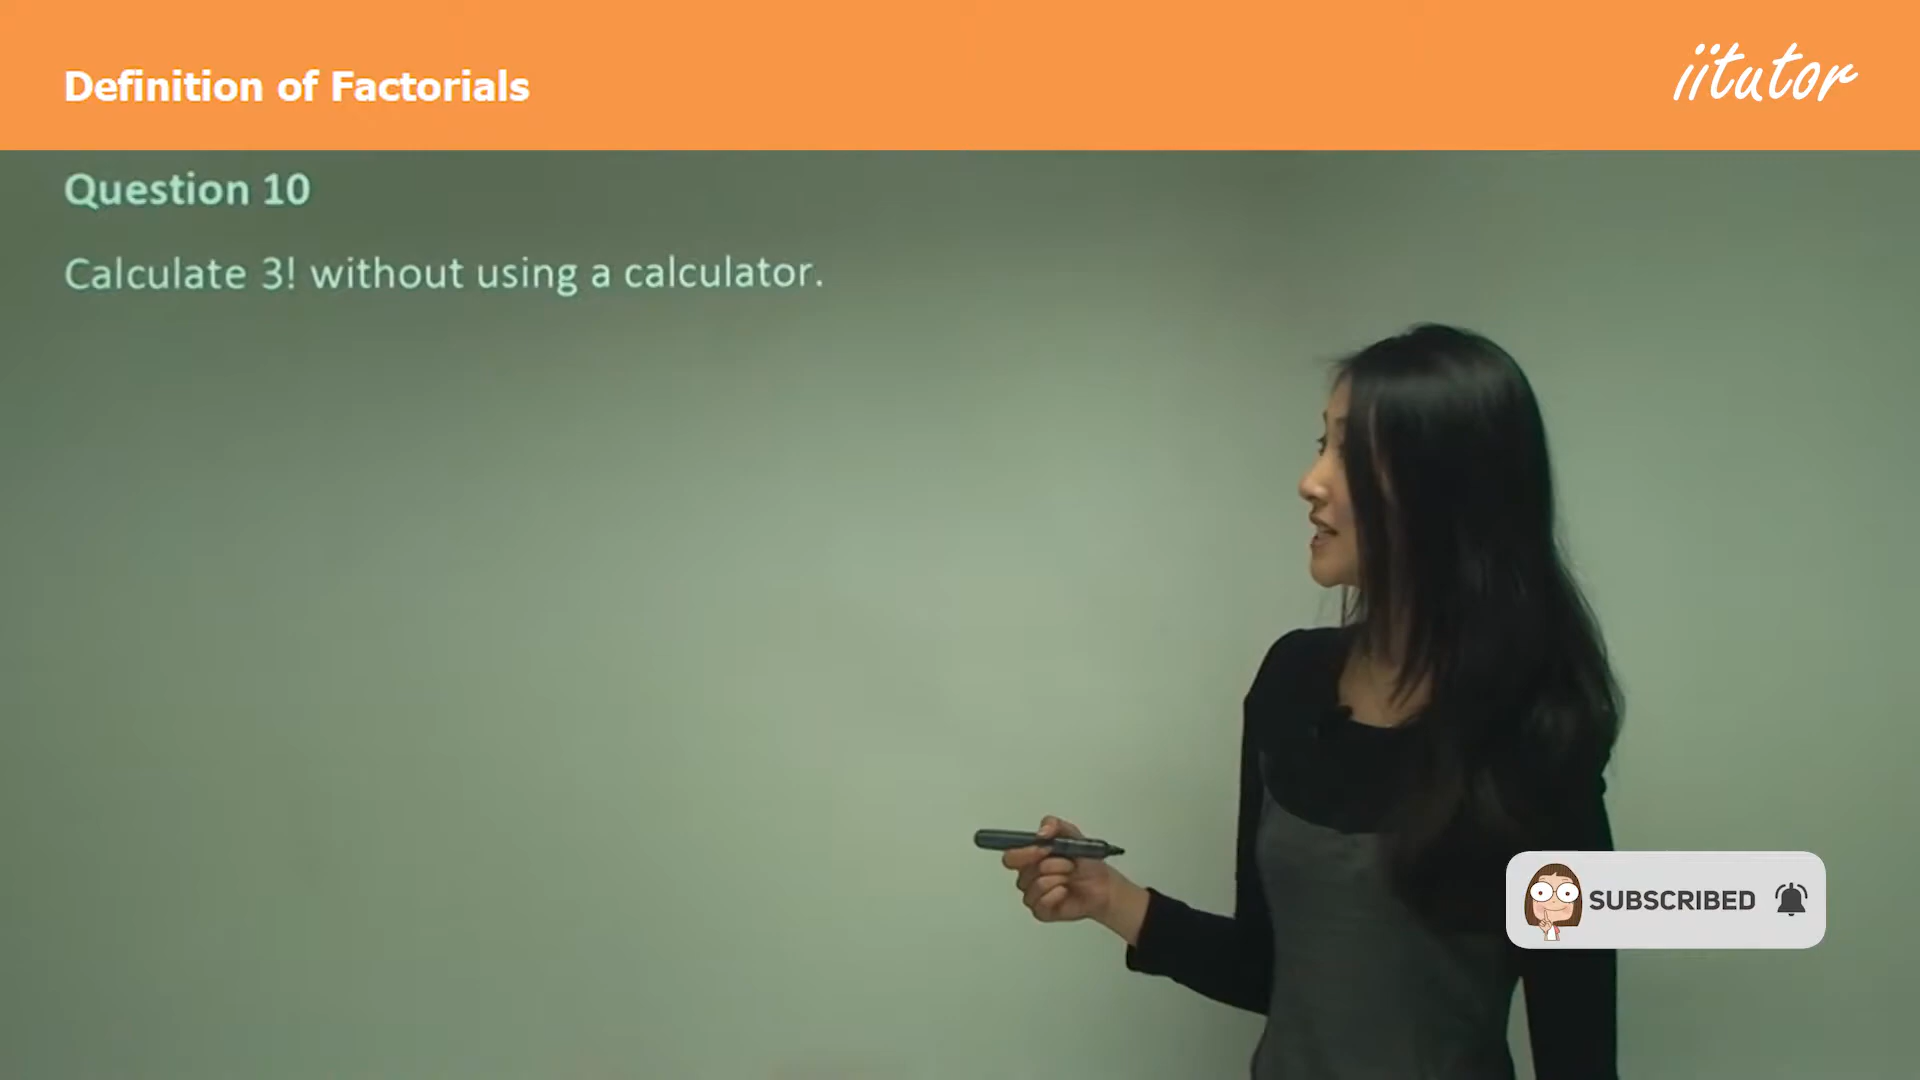 Definition of Factorials
iitutor
Question 10
Calculate 3! without using a calculator.
SUBSCRIBED